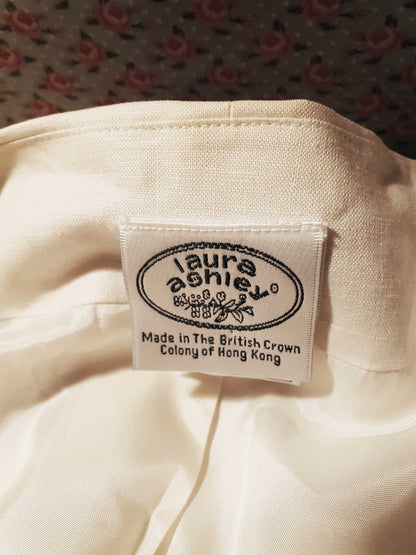 laura
ashley®
Made in The British Crown
Colony of Hong Kong